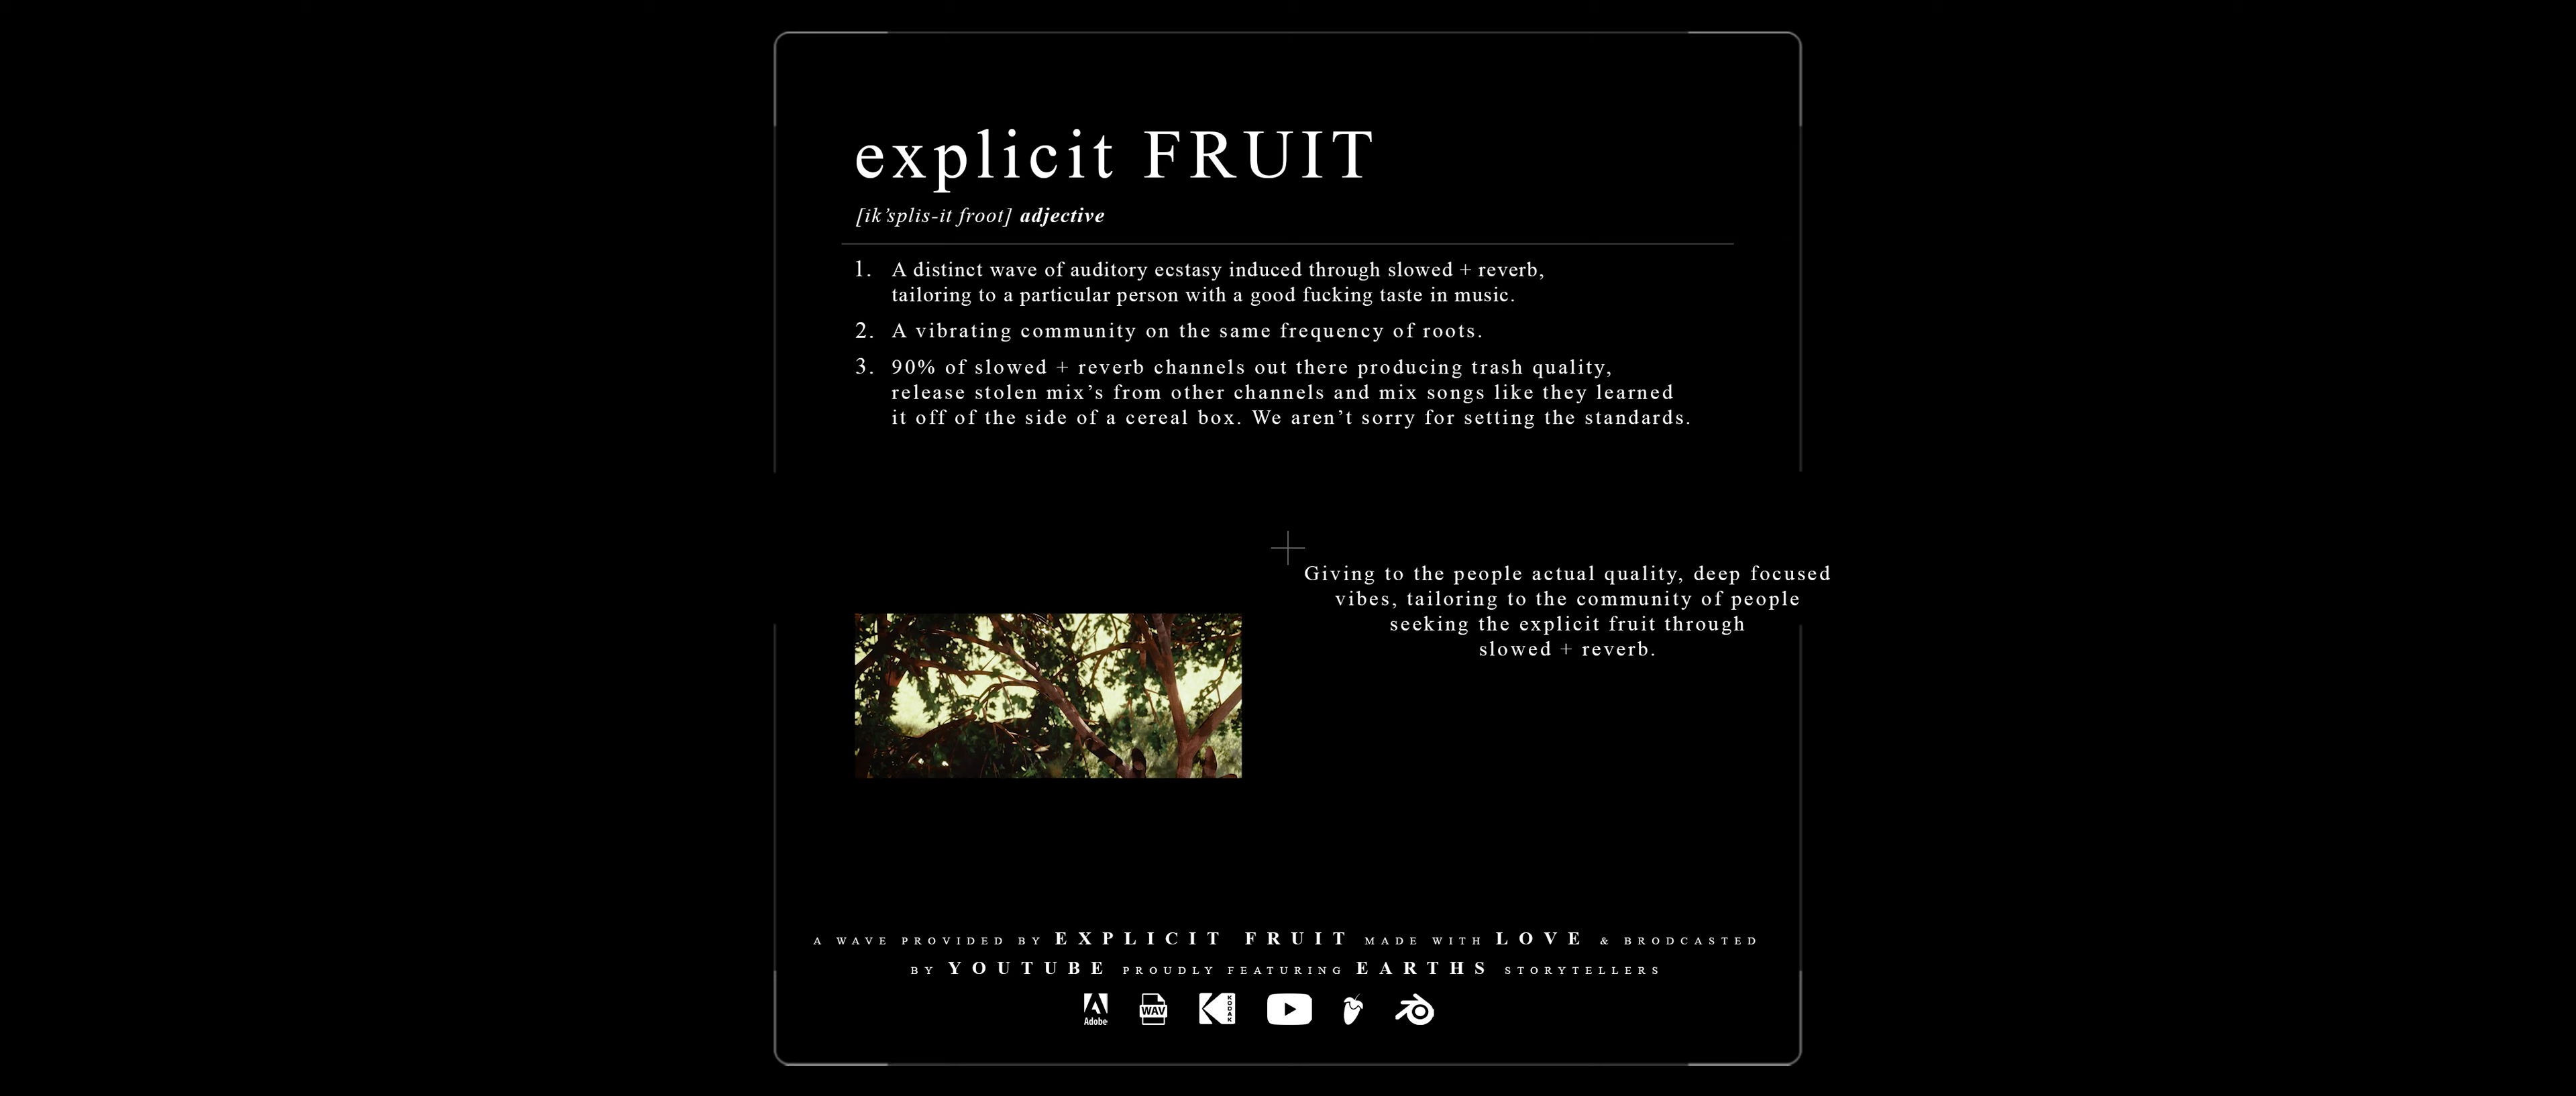 explicit FRUIT
[ik’splis-it froot] adjective
1. A distinct wave of auditory ecstasy induced through slowed + reverb,
tailoring to a particular person with a good fucking taste in music.
2. A vibrating community on the same frequency of roots.
3. 90% of slowed + reverb channels out there producing trash quality,
release stolen mix’s from other channels and mix songs like they learned
it off of the side of a cereal box. We aren’t sorry for setting the standards.
Giving to the people actual quality, deep focused
vibes, tailoring to the community of people
seeking the explicit fruit through
slowed + reverb.
A WAVE PROVIDED BY EXPLICIT FRUIT MADE WITH LOVE & BRODCASTED
BY YOUTUBE PROUDLY FEATURING EARTHS STORYTELLERS
Adobe WAV KODAK